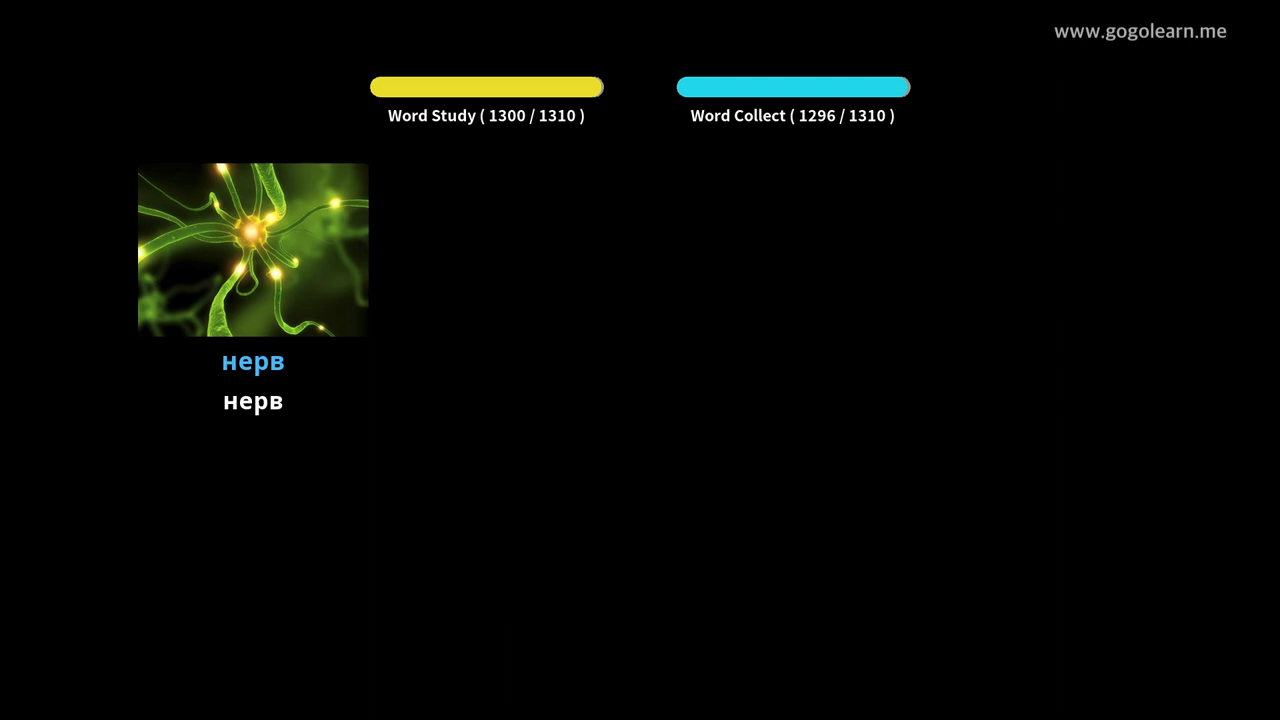 www.gogolearn.me
Word Study ( 1300 / 1310 )
Word Collect ( 1296 / 1310 )
нерв
нерв